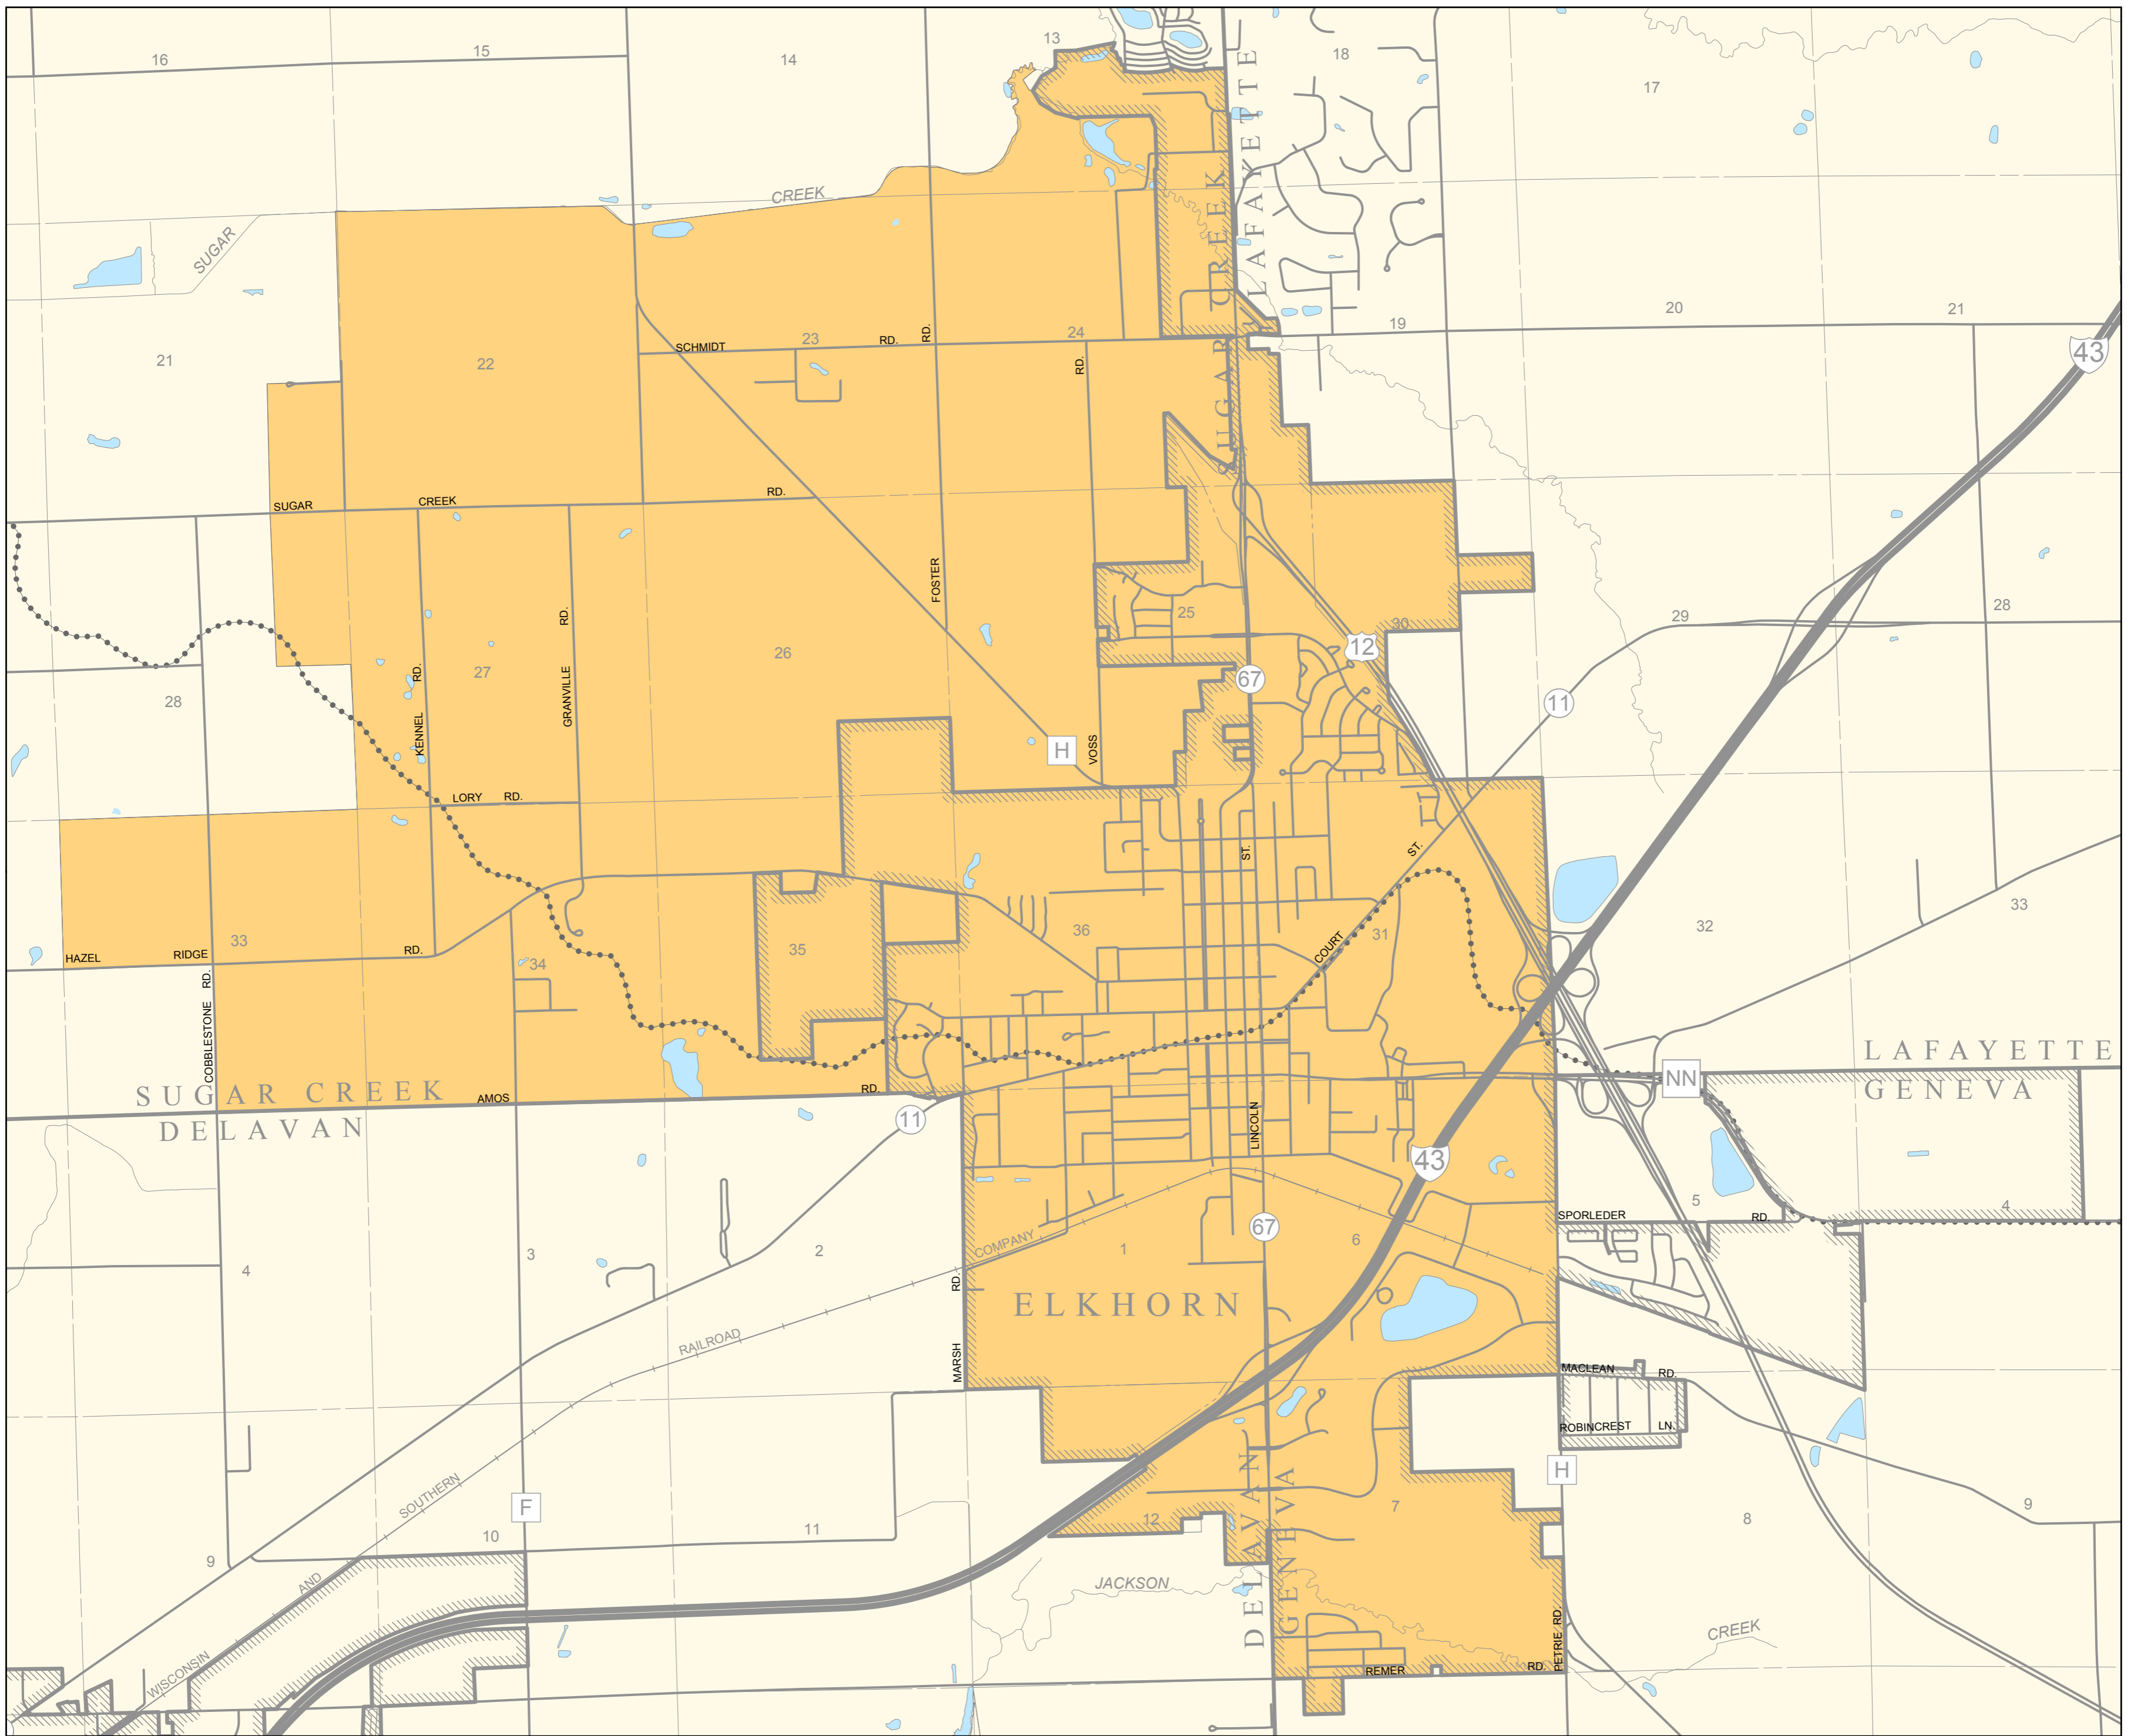 16
15
14
13
18
17
LAFAYETTE
SUGAR CREEK
CREEK
SUGAR
21
22
SCHMIDT RD.
23
RD.
24
RD.
19
20
21
43
SUGAR CREEK RD.
FOSTER
RD.
KENNEL
27
RD.
GRANVILLE
26
25
30
12
29
28
28
67
11
H
VOSS
LORY RD.
ST.
ST.
33
HAZEL RIDGE RD.
34
35
36
COURT
31
32
33
RD.
COBBLESTONE
SUGAR CREEK
DELAVAN
AMOS RD.
11
LINCOLN
NN
LAFAYETTE
GENEVA
43
4
3
2
COMPANY
1
67
6
SPORLEDER RD.
5
4
RD.
MARSH
ELKHORN
RAILROAD
MACLEAN RD.
ROBINCREST LN.
SOUTHERN
F
H
DELAVAN
GENEVA
9
10
11
12
7
8
9
AND
WISCONSIN
JACKSON
CREEK
PETRIE RD.
REMER RD.